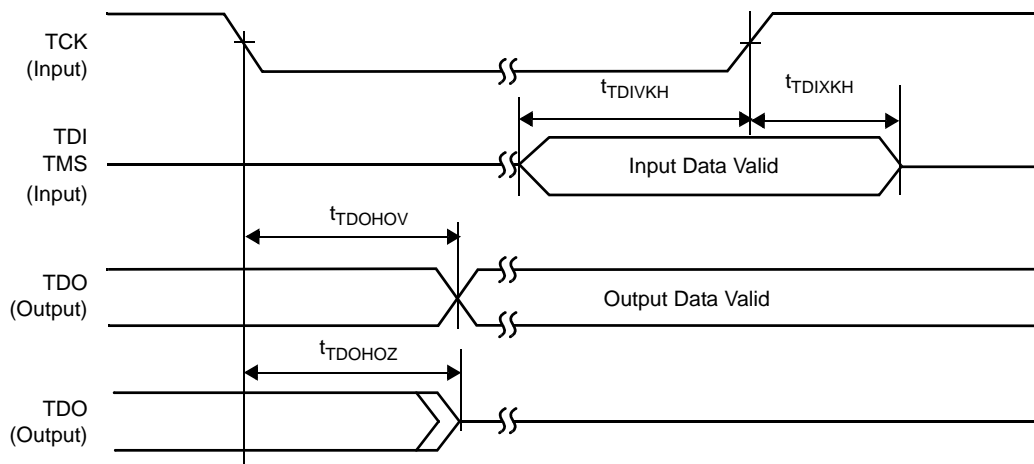 TCK
(Input)
tTDIVKH
tTDIXKH
TDI
TMS
(Input)
Input Data Valid
tTDOHOV
TDO
(Output)
Output Data Valid
tTDOHOZ
TDO
(Output)